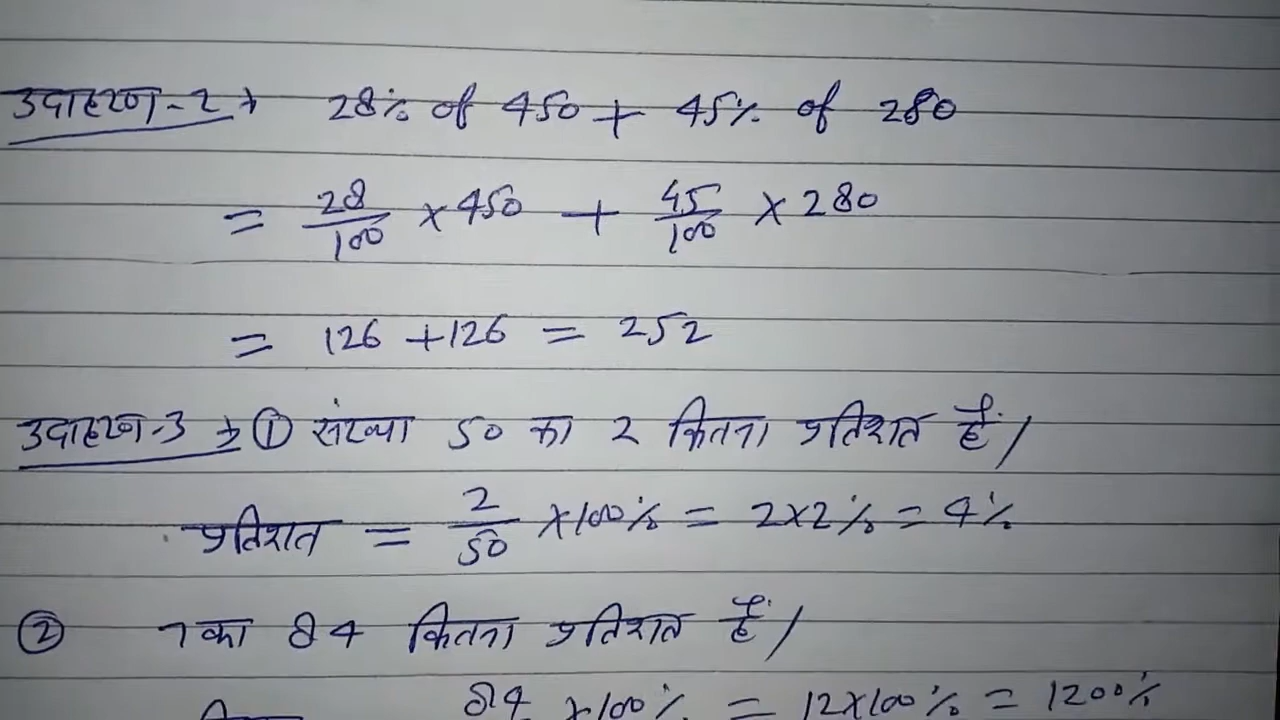 उदाहरण-2→ 28% of 450 + 45% of 280
= 28/100 × 450 + 45/100 × 280
= 126 + 126 = 252
उदाहरण-3→ ① संख्या 50 का 2 कितना प्रतिशत है।
प्रतिशत = 2/50 × 100% = 2×2% = 4%
② 7 का 84 कितना प्रतिशत है।
84 × 100% = 12×100% = 1200%